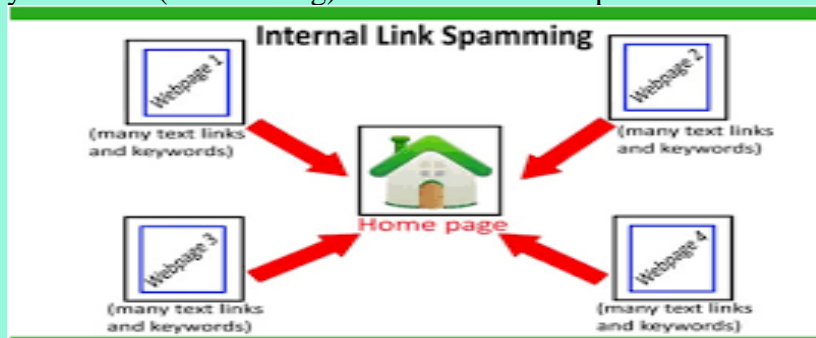 Internal Link Spamming
Webpage 1
(many text links
and keywords)
Webpage 2
(many text links
and keywords)
Home page
Webpage 3
(many text links
and keywords)
Webpage 4
(many text links
and keywords)